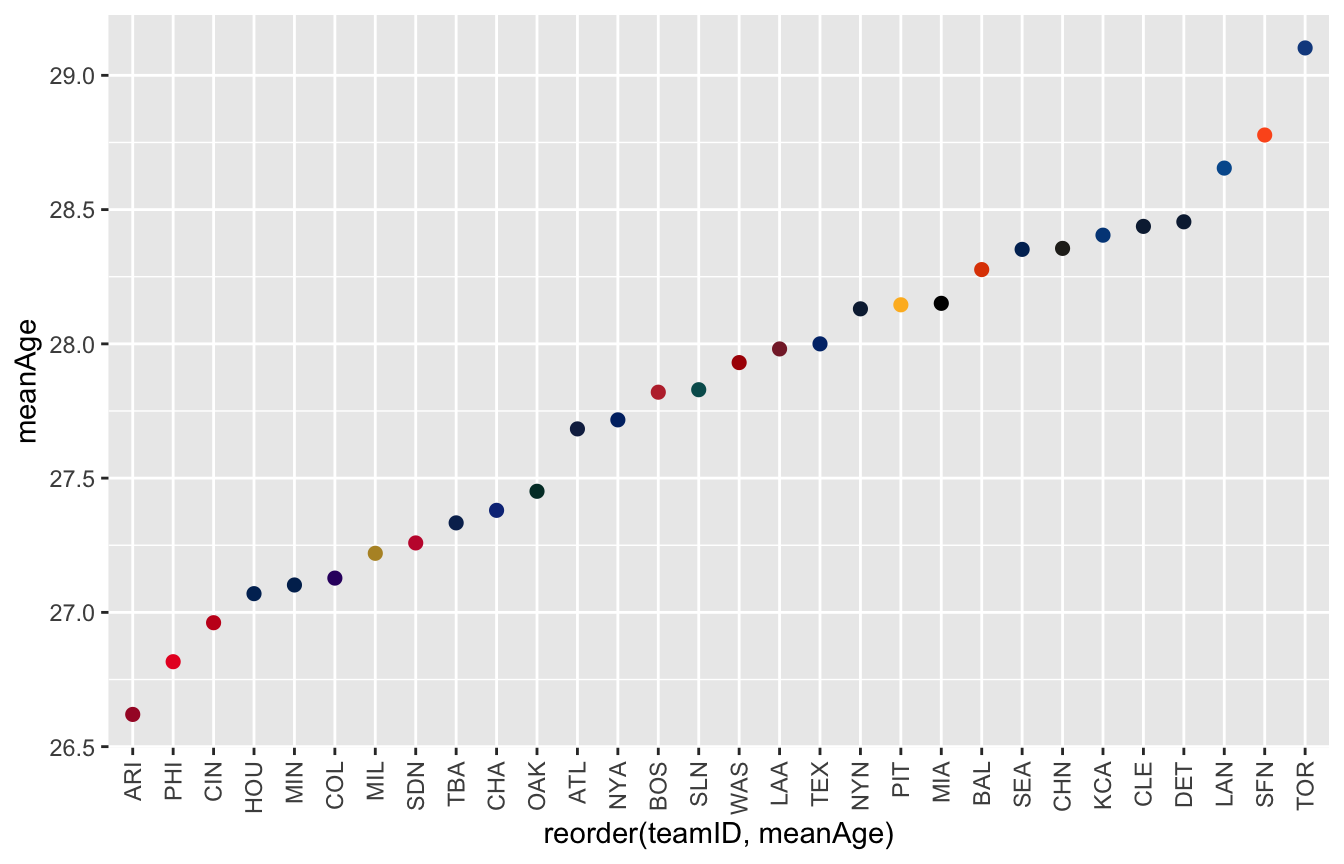 meanAge
29.0
28.5
28.0
27.5
27.0
26.5
ARI PHI CIN HOU MIN COL MIL SDN TBA CHA OAK ATL NYA BOS SLN WAS LAA TEX NYN PIT MIA BAL SEA CHN KCA CLE DET LAN SFN TOR
reorder(teamID, meanAge)